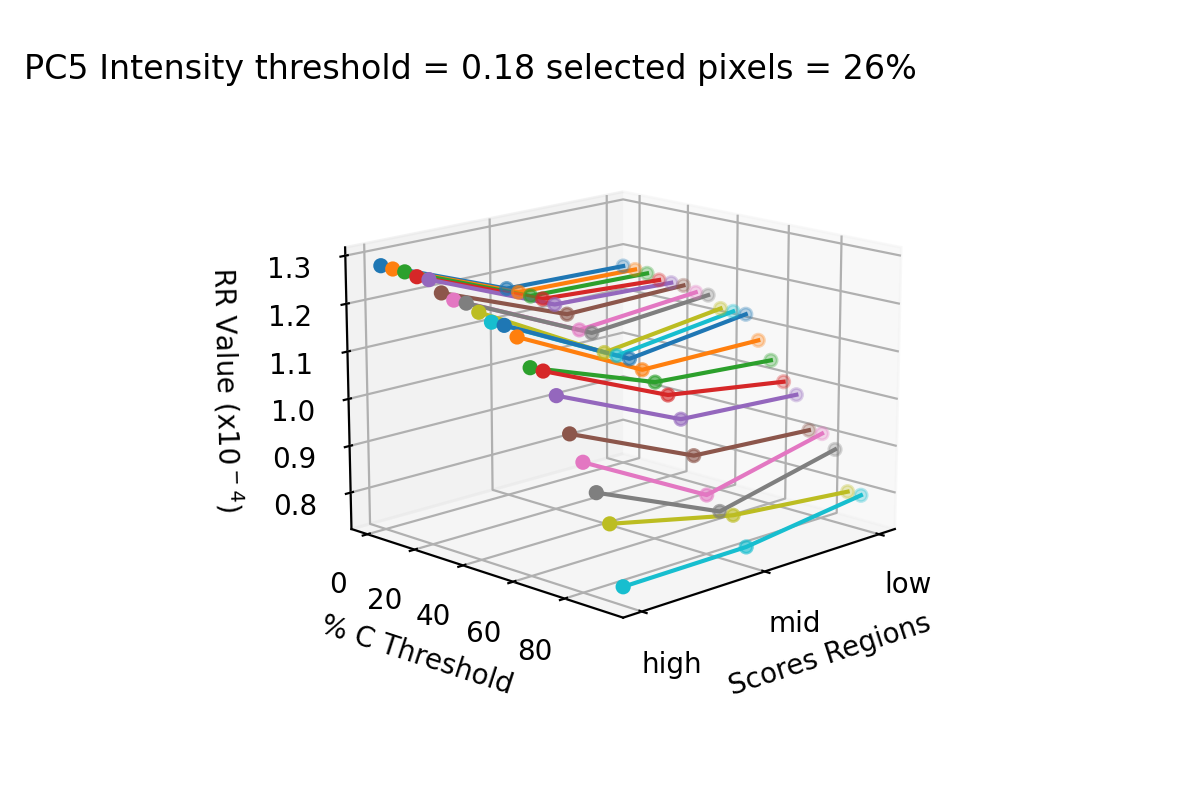 PC5 Intensity threshold = 0.18 selected pixels = 26%
RR Value (x10⁻⁴)
1.3
1.2
1.1
1.0
0.9
0.8
0
20
40
60
80
% C Threshold
high
mid
low
Scores Regions